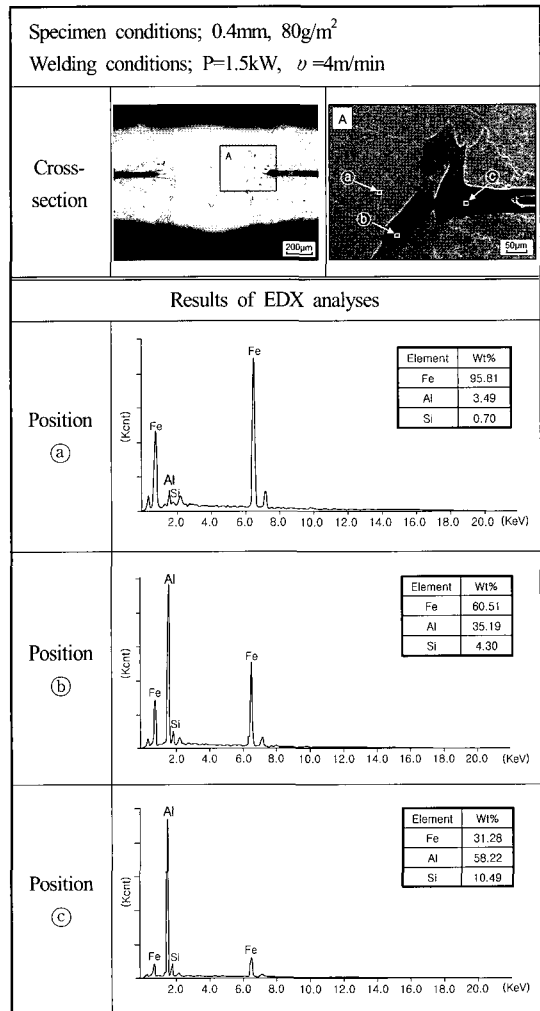 Specimen conditions; 0.4mm, 80g/m²
Welding conditions; P=1.5kW, υ=4m/min
Cross-
section
A
200μm
A
ⓐ
ⓑ
ⓒ
50μm
Results of EDX analyses
Position
ⓐ
(Kcnt)
Fe
Al
Si
Fe
2.0 4.0 6.0 8.0 10.0 12.0 14.0 16.0 18.0 20.0 (KeV)
Element Wt%
Fe 95.81
Al 3.49
Si 0.70
Position
ⓑ
(Kcnt)
Fe
Al
Si
Fe
2.0 4.0 6.0 8.0 10.0 12.0 14.0 16.0 18.0 20.0 (KeV)
Element Wt%
Fe 60.51
Al 35.19
Si 4.30
Position
ⓒ
(Kcnt)
Fe
Al
Si
Fe
2.0 4.0 6.0 8.0 10.0 12.0 14.0 16.0 18.0 20.0 (KeV)
Element Wt%
Fe 31.28
Al 58.22
Si 10.49